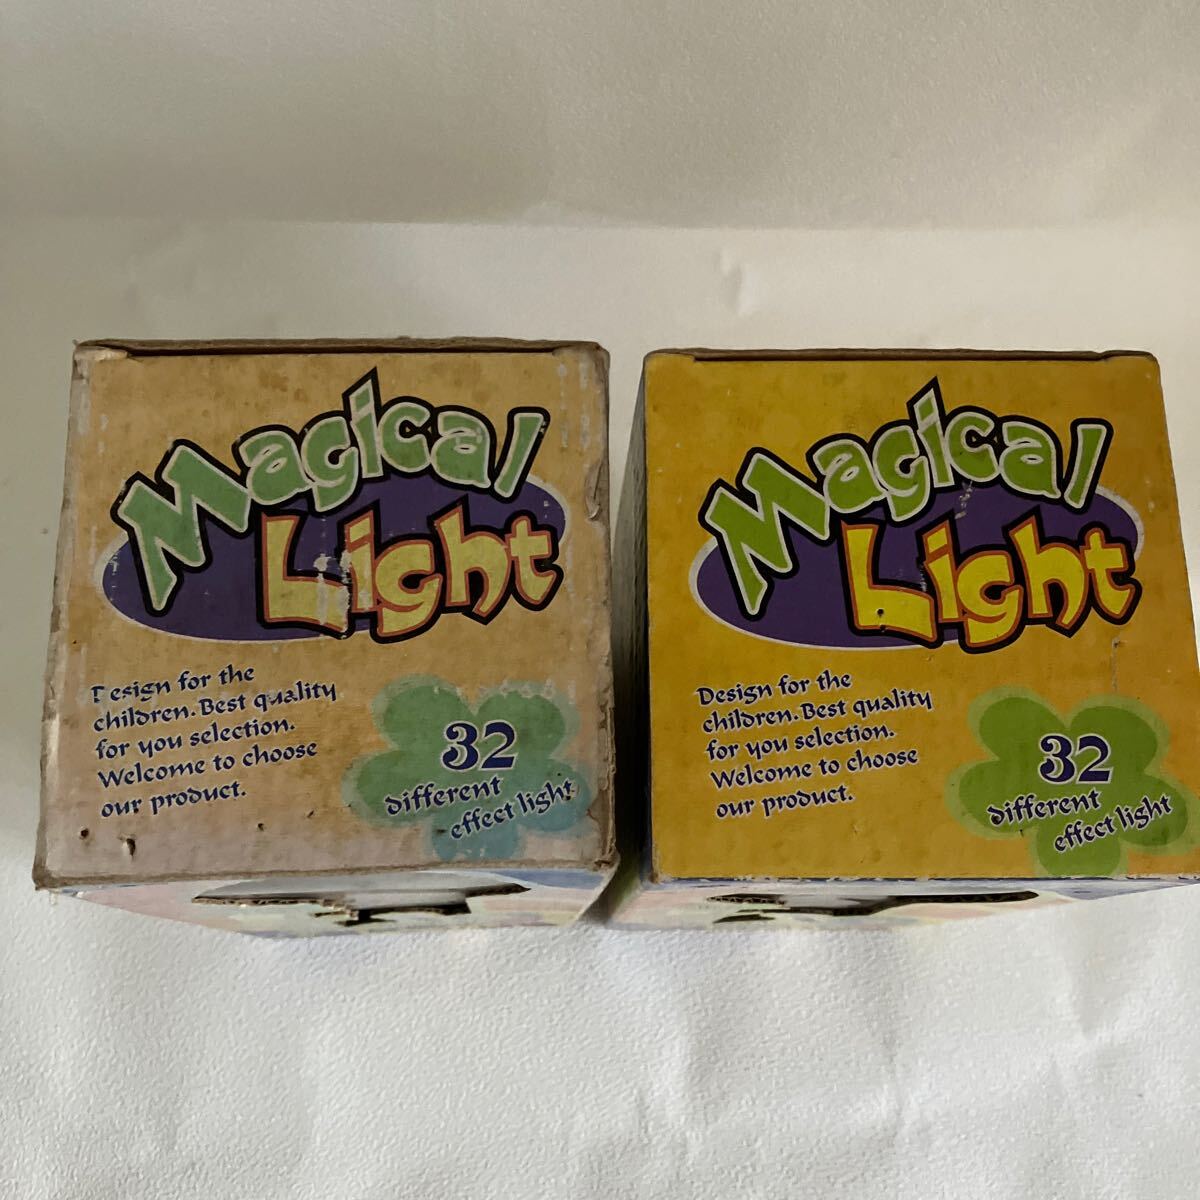 Magical
Light
Design for the
children. Best quality
for you selection.
Welcome to choose
our product.
32
different
effect light
Magical
Light
Design for the
children. Best quality
for you selection.
Welcome to choose
our product.
32
different
effect light